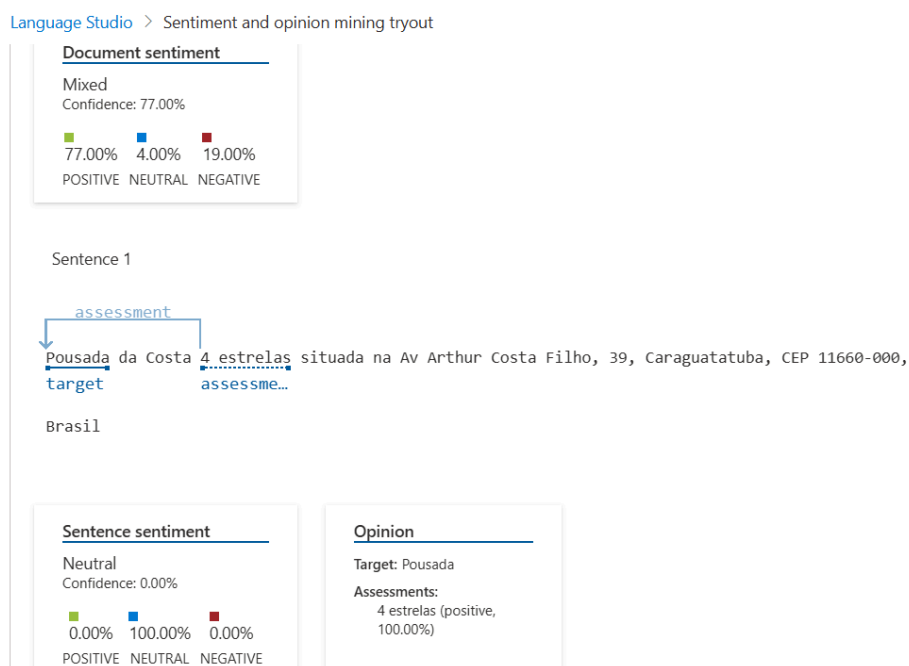 Language Studio > Sentiment and opinion mining tryout
Document sentiment
Mixed
Confidence: 77.00%
77.00% 4.00% 19.00%
POSITIVE NEUTRAL NEGATIVE
Sentence 1
assessment
Pousada da Costa 4 estrelas situada na Av Arthur Costa Filho, 39, Caraguatatuba, CEP 11660-000,
target assessme…
Brasil
Sentence sentiment
Neutral
Confidence: 0.00%
0.00% 100.00% 0.00%
POSITIVE NEUTRAL NEGATIVE
Opinion
Target: Pousada
Assessments:
4 estrelas (positive,
100.00%)